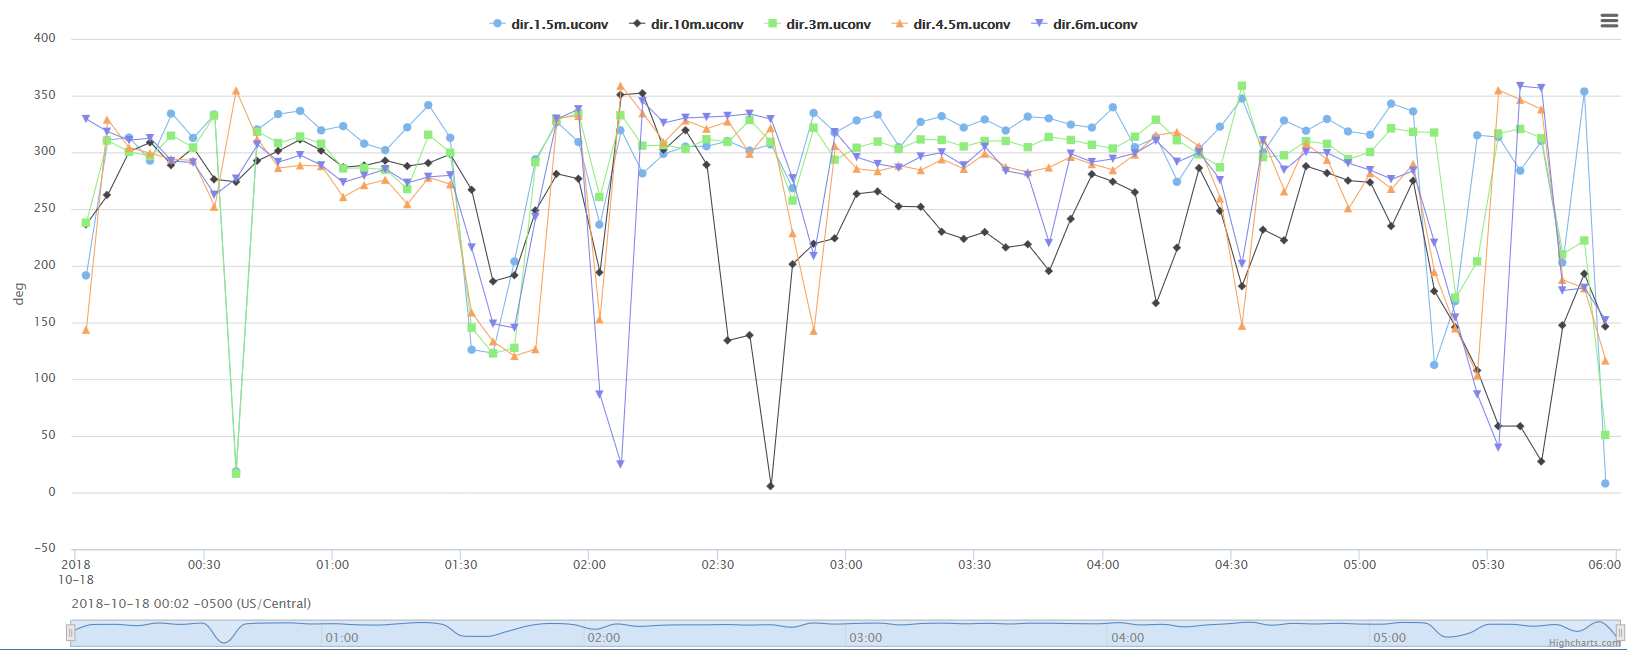 dir.1.5m.uconv dir.10m.uconv dir.3m.uconv dir.4.5m.uconv dir.6m.uconv
400
350
300
250
200
150
100
50
0
−50
deg
2018 00:30 01:00 01:30 02:00 02:30 03:00 03:30 04:00 04:30 05:00 05:30 06:00
10-18
2018-10-18 00:02 -0500 (US/Central)
01:00 02:00 03:00 04:00 05:00
Highcharts.com